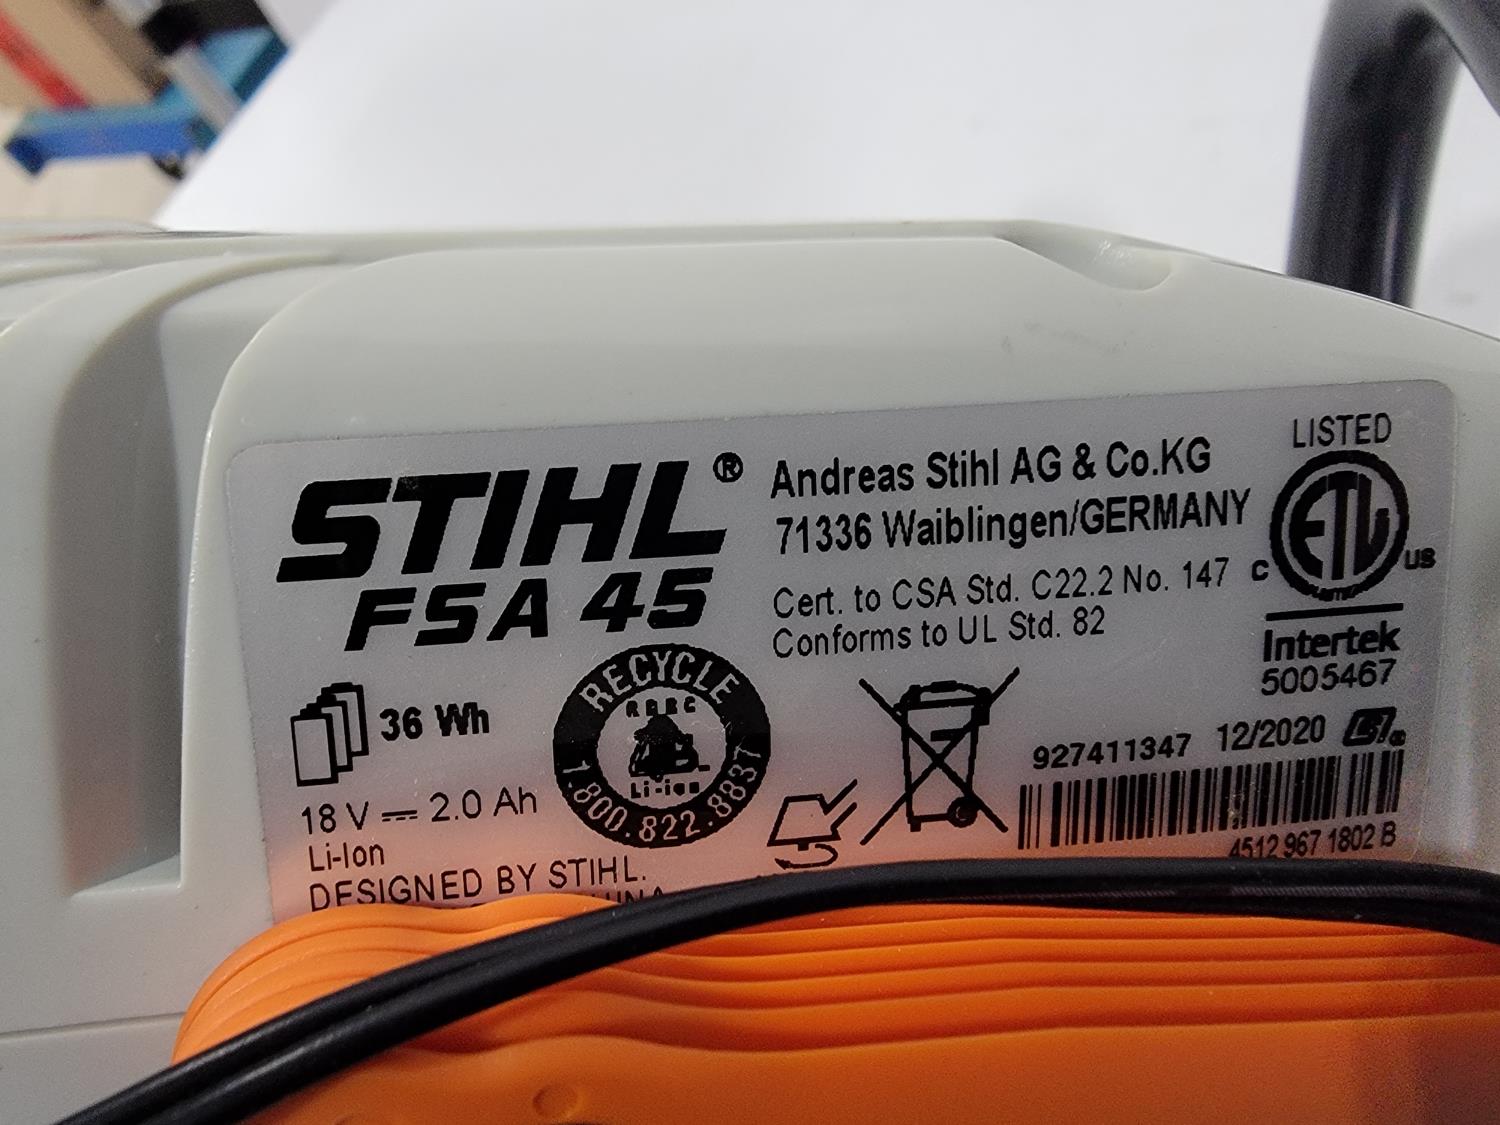 STIHL®
FSA 45
Andreas Stihl AG & Co.KG
71336 Waiblingen/GERMANY
Cert. to CSA Std. C22.2 No. 147
Conforms to UL Std. 82
LISTED
ETL
C US
Intertek
5005467
36 Wh
18 V 2.0 Ah
Li-Ion
DESIGNED BY STIHL.
RECYCLE
RBRC
Li-ion
1.800.822.8837
927411347 12/2020
4512 967 1802 B